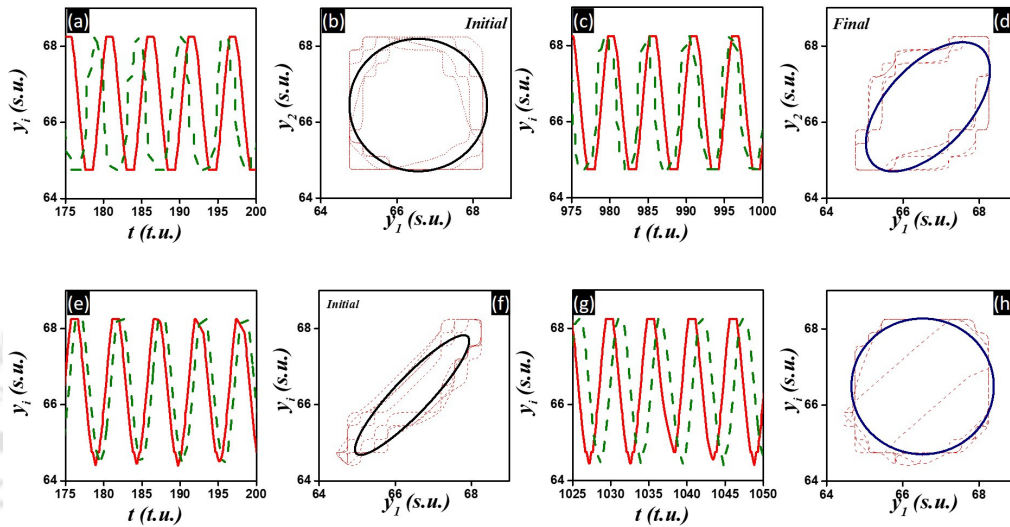 (a)
y_i (s.u.)
68
66
64
175 180 185 190 195 200
t (t.u.)
(b)
Initial
y_2 (s.u.)
68
66
64
64 66 68
y_1 (s.u.)
(c)
y_i (s.u.)
68
66
64
975 980 985 990 995 1000
t (t.u.)
Final
(d)
y_2 (s.u.)
68
66
64
64 66 68
y_1 (s.u.)
(e)
y_i (s.u.)
68
66
64
175 180 185 190 195 200
t (t.u.)
Initial
(f)
y_i (s.u.)
68
66
64
64 66 68
y_1 (s.u.)
(g)
y_i (s.u.)
68
66
64
1025 1030 1035 1040 1045 1050
t (t.u.)
(h)
y_i (s.u.)
68
66
64
64 66 68
y_1 (s.u.)